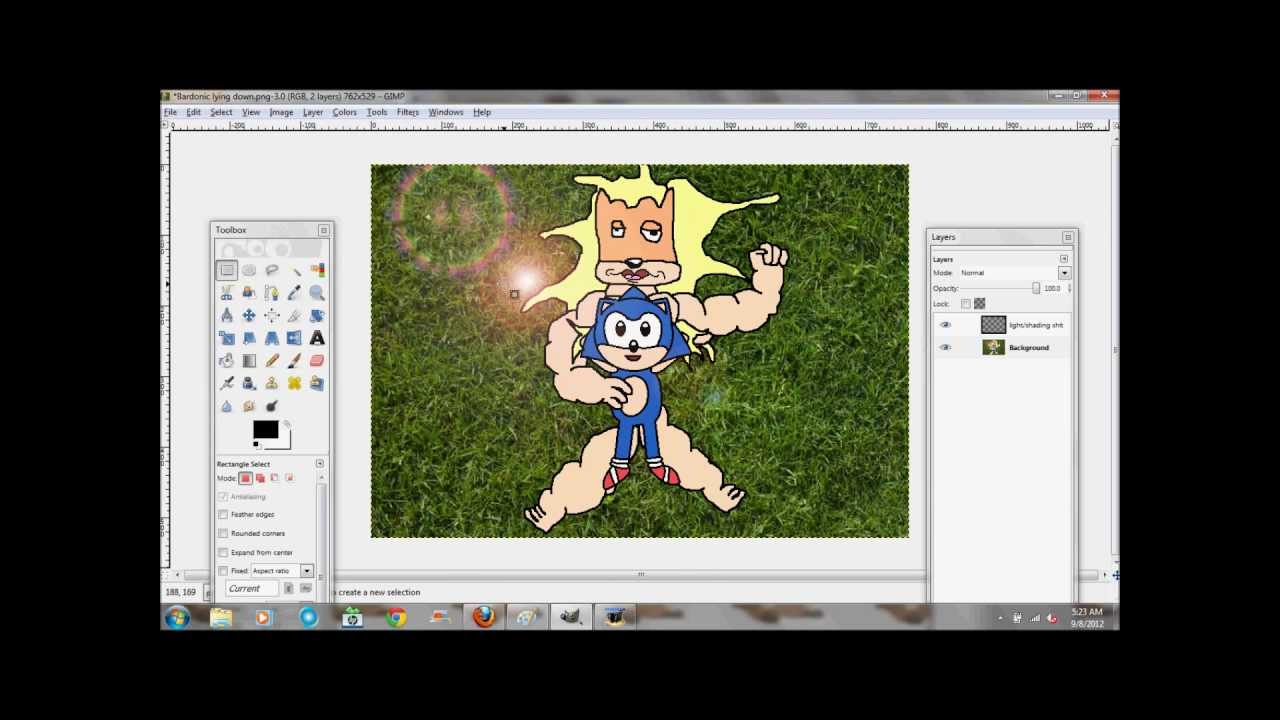 *Bardonic lying down.png-3.0 (RGB, 2 layers) 762x529 – GIMP
File Edit Select View Image Layer Colors Tools Filters Windows Help
0 -200 -100 0 100 200 300 400 500 600 700 800 900 1000
Toolbox
Rectangle Select
Mode:
Antialiasing
Feather edges
Rounded corners
Expand from center
Fixed: Aspect ratio
Current
Layers
Layers
Mode: Normal
Opacity: 100.0
Lock:
light/shading shit
Background
188, 169
create a new selection
5:23 AM
9/8/2012